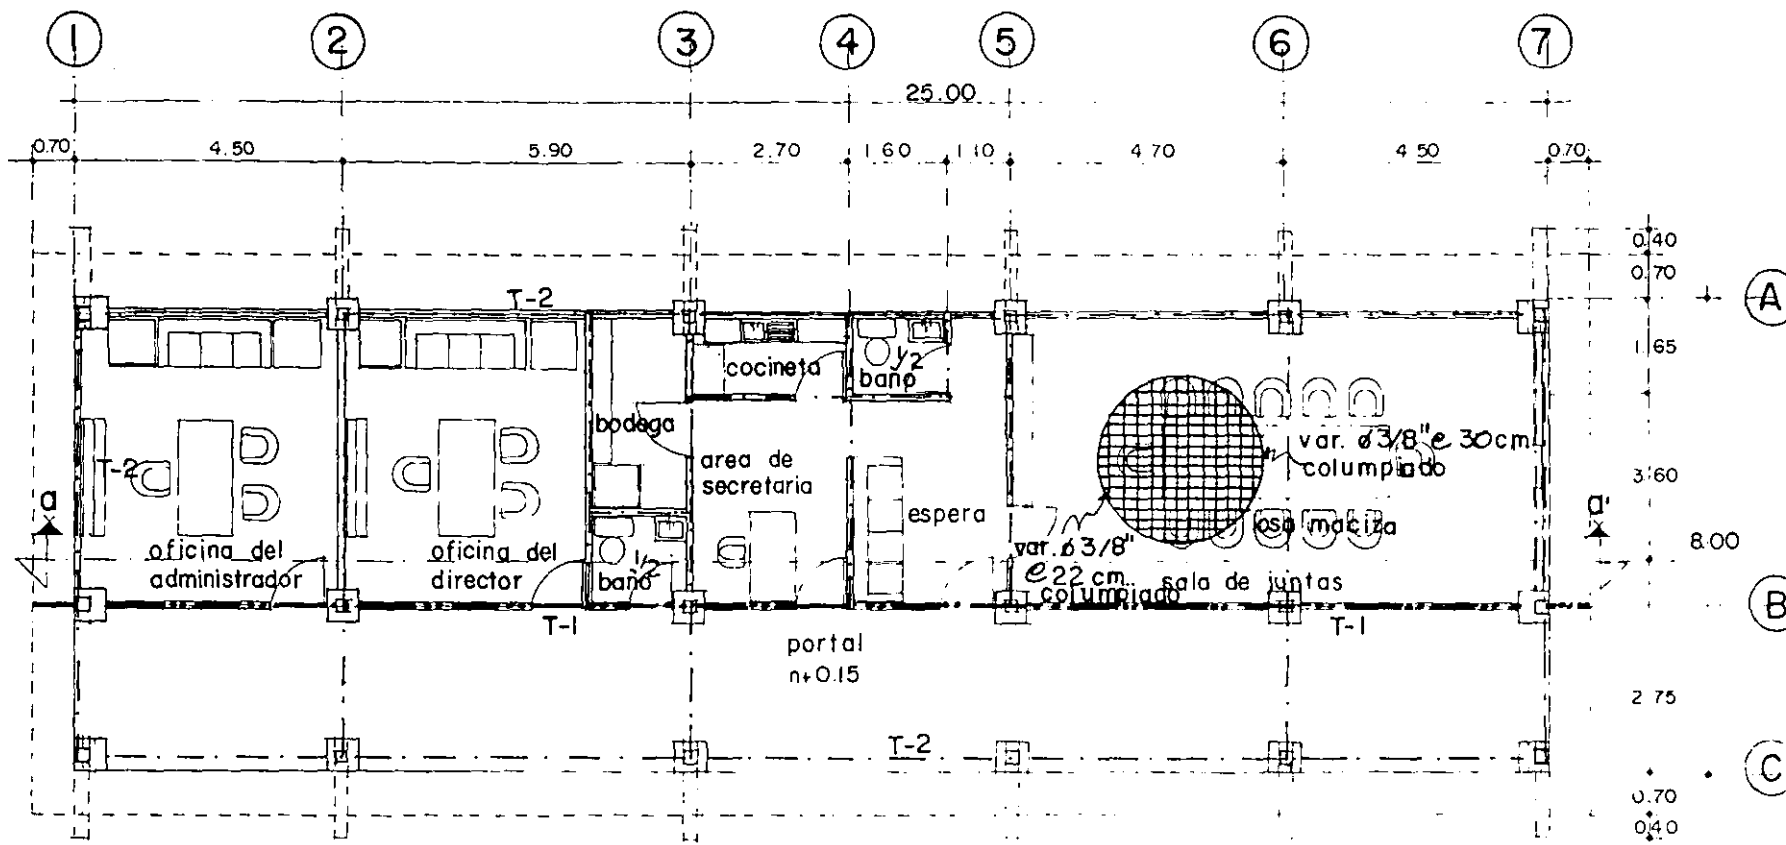 1 2 3 4 5 6 7
25.00
0.70 4.50 5.90 2.70 1.60 1.10 4.70 4.50 0.70
0.40
0.70
A
T-2
1.65
cocineta
1/2
baño
bodega
var. ø 3/8" @ 30 cm
columpiado
T-2
area de
secretaria
3.60
a
espera
losa maciza
a'
8.00
oficina del
administrador
oficina del
director
1/2
baño
var. ø 3/8"
@ 22 cm.
columpiado
sala de juntas
B
T-1
T-1
portal
n+0.15
2.75
T-2
C
0.70
0.40